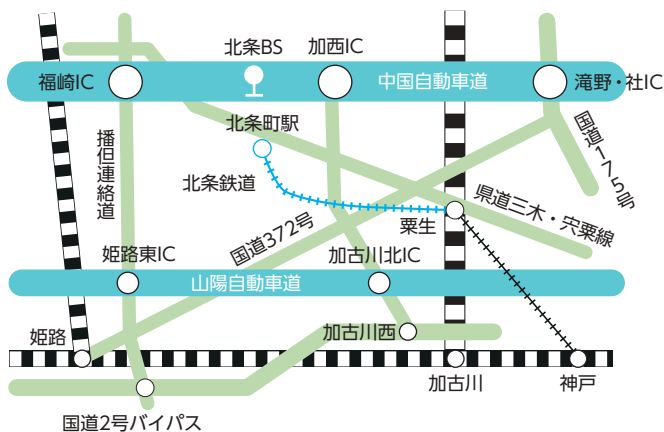 北条BS
加西IC
福崎IC
中国自動車道
滝野・社IC
北条町駅
播但連絡道
国道175号
北条鉄道
県道三木・宍粟線
粟生
国道372号
姫路東IC
加古川北IC
山陽自動車道
姫路
加古川西
加古川
神戸
国道2号バイパス